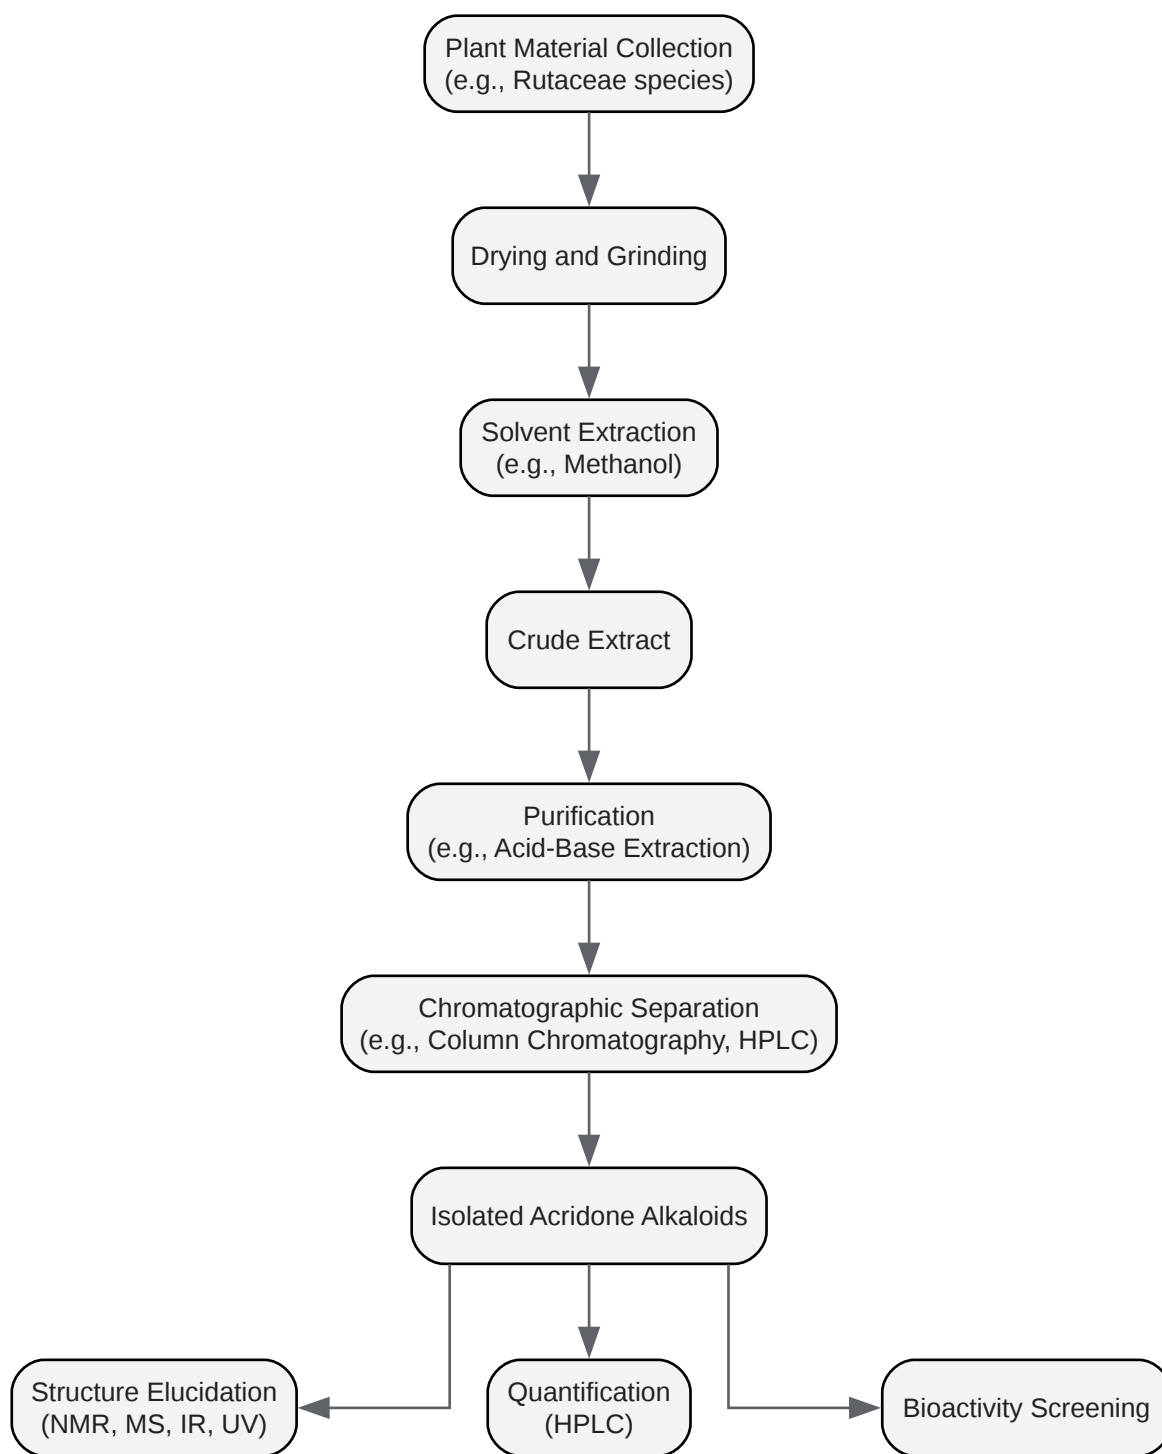 Plant Material Collection
(e.g., Rutaceae species)
Drying and Grinding
Solvent Extraction
(e.g., Methanol)
Crude Extract
Purification
(e.g., Acid-Base Extraction)
Chromatographic Separation
(e.g., Column Chromatography, HPLC)
Isolated Acridone Alkaloids
Structure Elucidation
(NMR, MS, IR, UV)
Quantification
(HPLC)
Bioactivity Screening